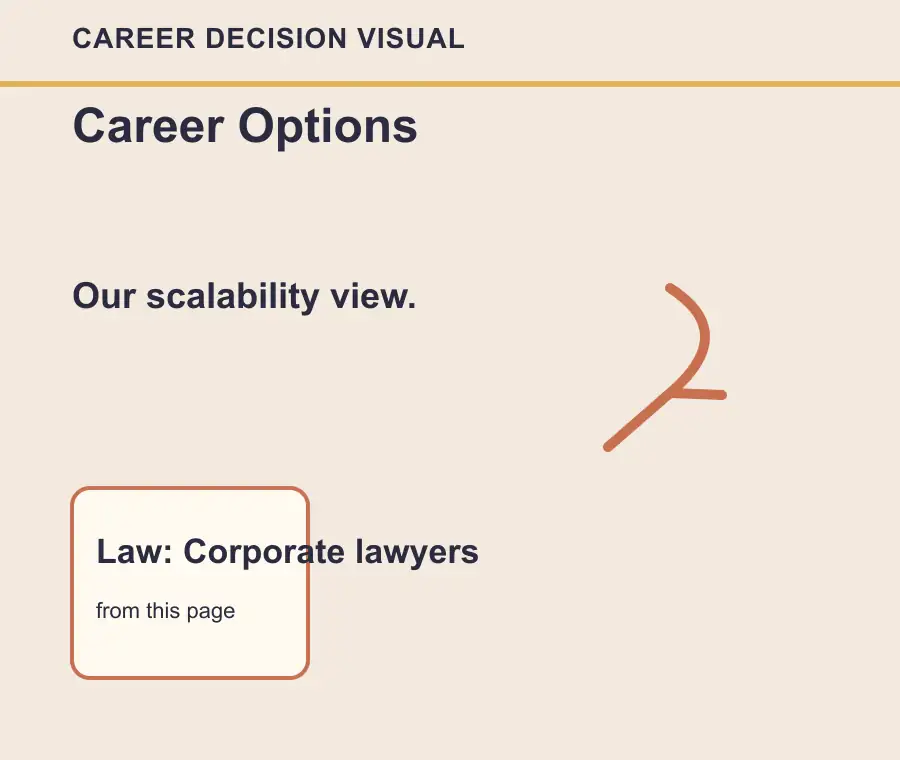 CAREER DECISION VISUAL
Career Options
Our scalability view.
Law: Corporate lawyers
from this page